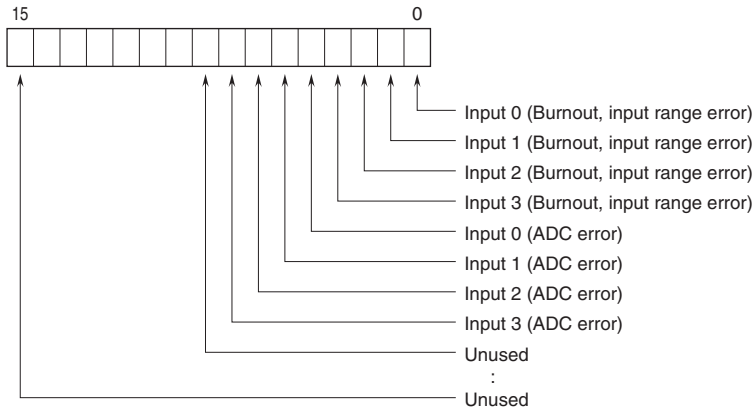 15 0
Input 0 (Burnout, input range error)
Input 1 (Burnout, input range error)
Input 2 (Burnout, input range error)
Input 3 (Burnout, input range error)
Input 0 (ADC error)
Input 1 (ADC error)
Input 2 (ADC error)
Input 3 (ADC error)
Unused
:
Unused